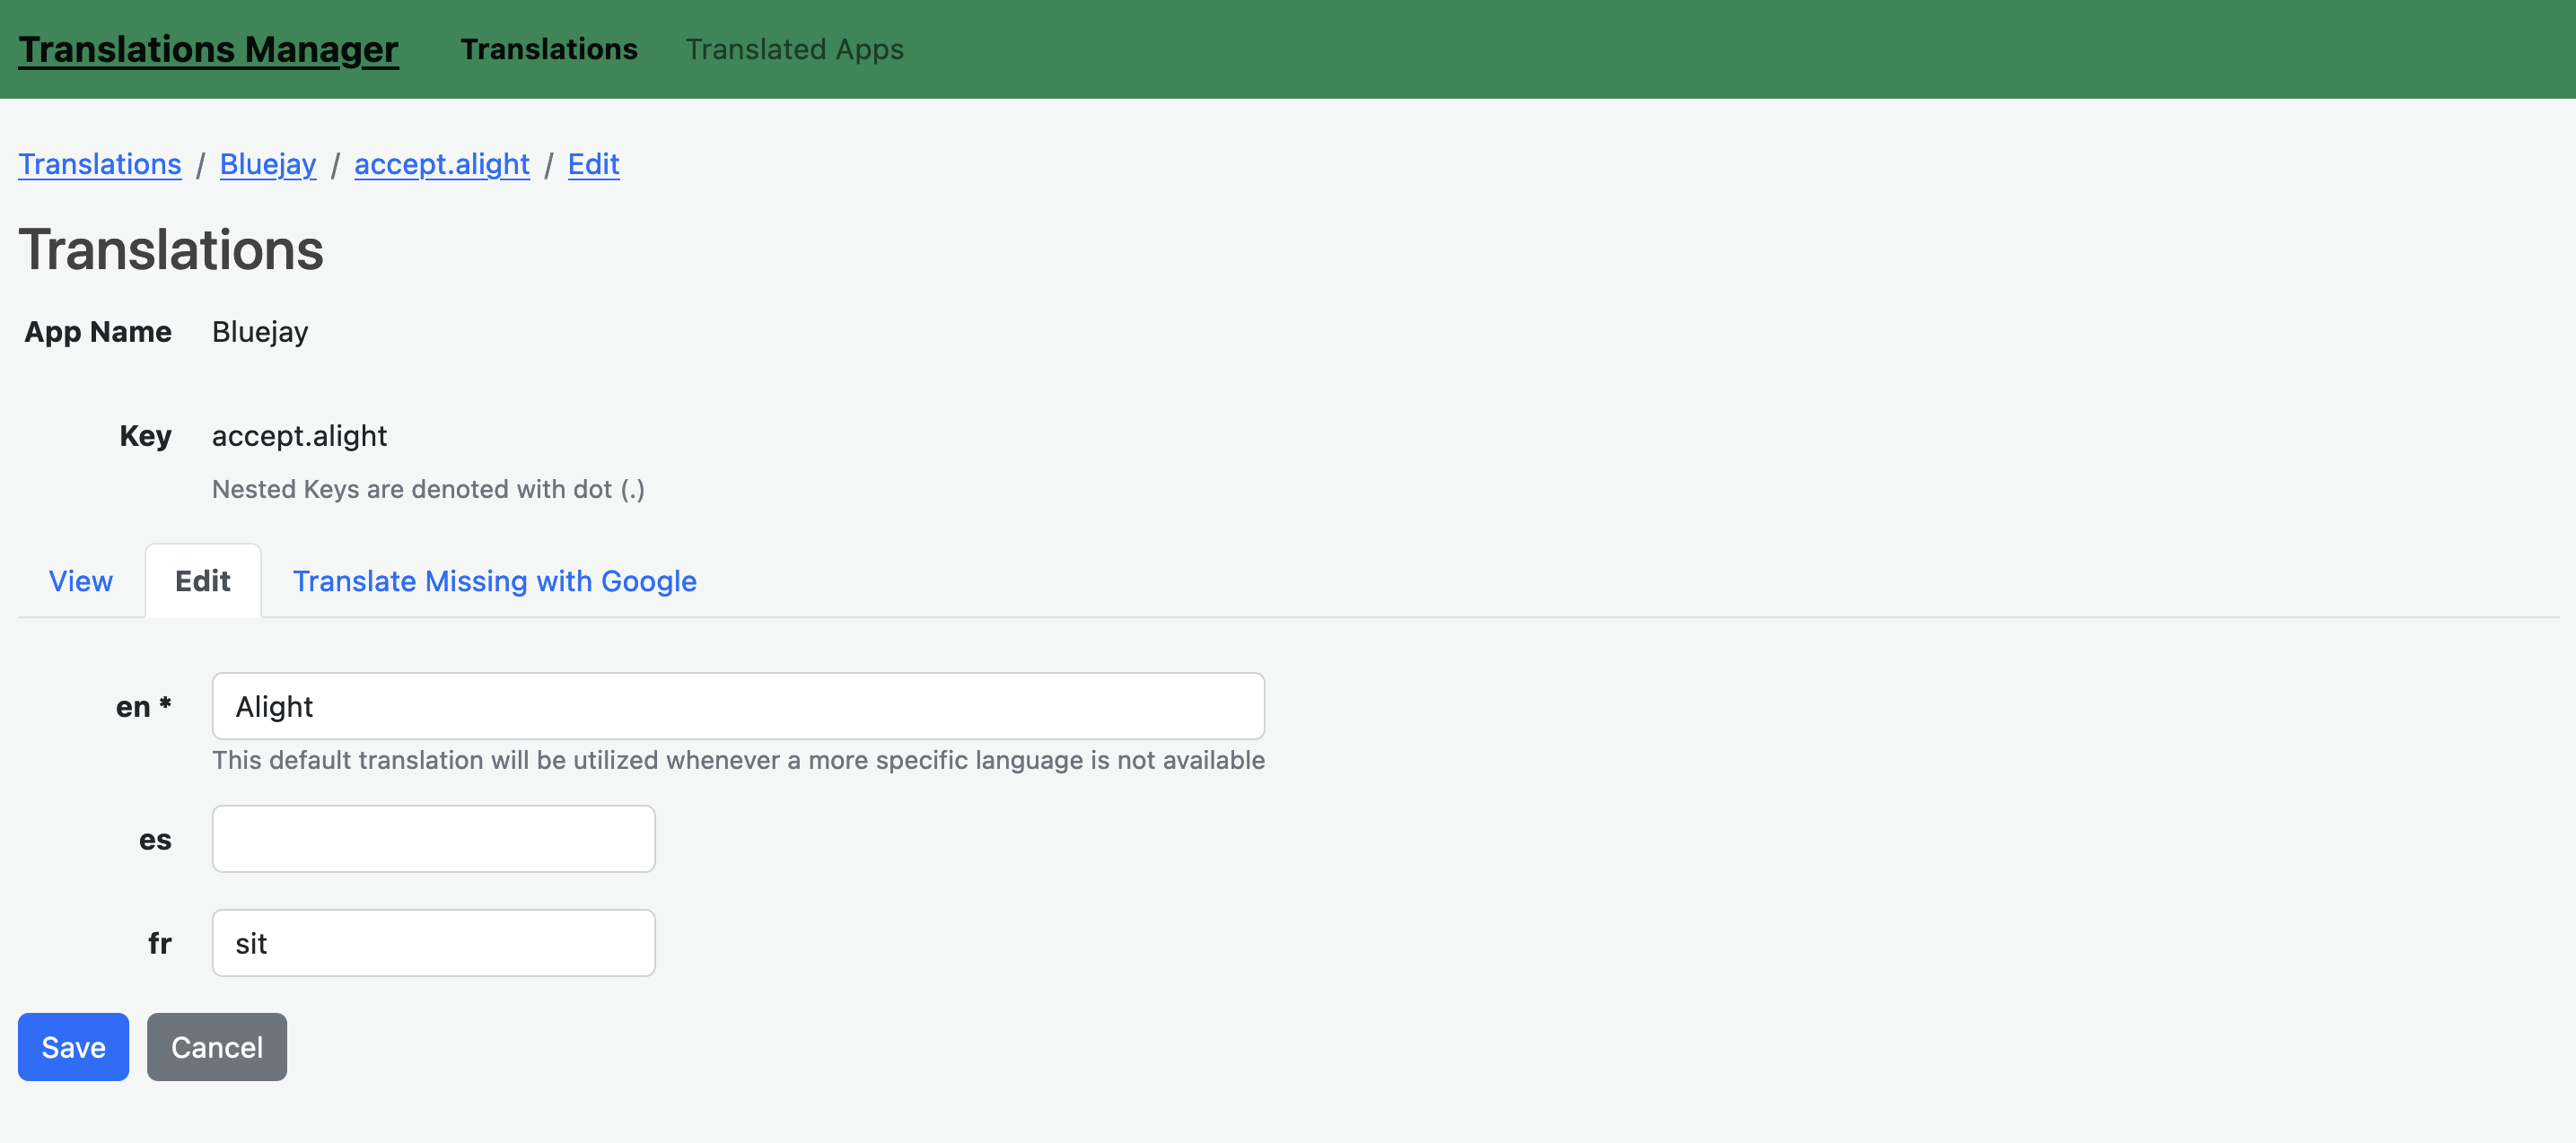 Translations Manager Translations Translated Apps
Translations / Bluejay / accept.alight / Edit
Translations
App Name Bluejay
Key accept.alight
Nested Keys are denoted with dot (.)
View Edit Translate Missing with Google
en * Alight
This default translation will be utilized whenever a more specific language is not available
es
fr sit
Save Cancel